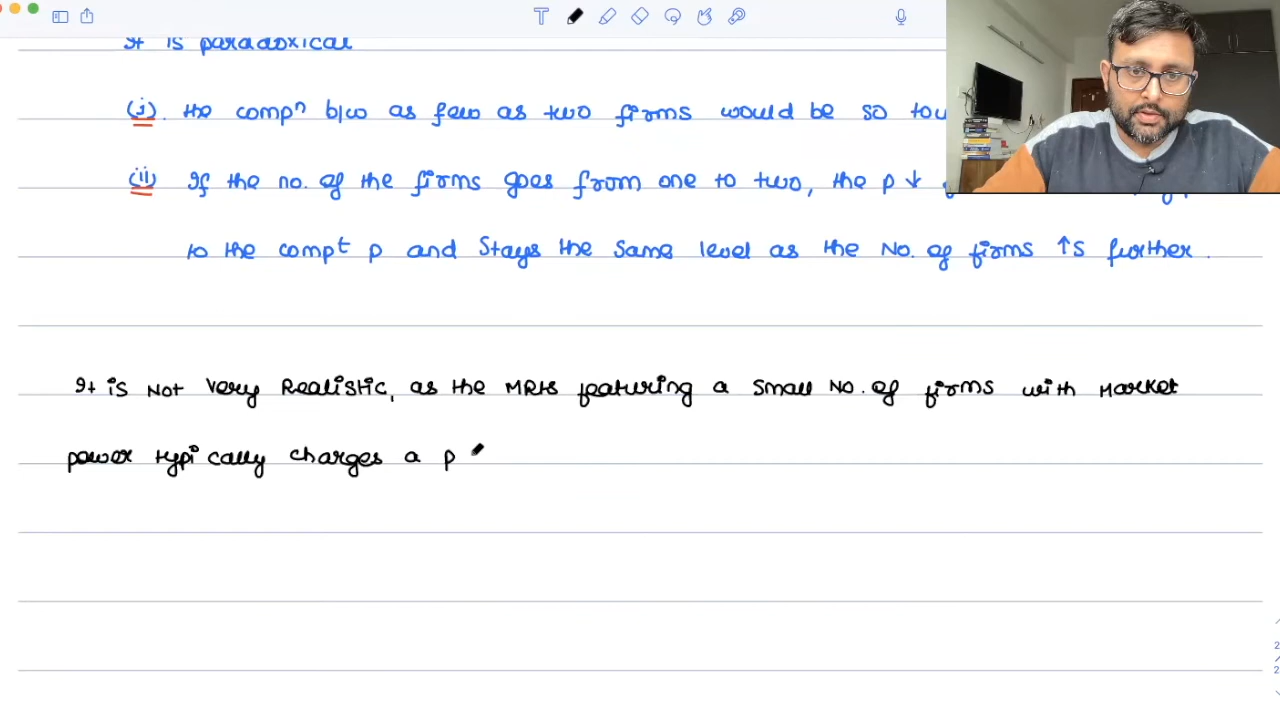 It is paradoxical
(i). the compⁿ b/w as few as two firms would be so
(ii) If the no. of the firms goes from one to two, the p ↓
to the compt p and stays the same level as the No. of firms ↑s further.
It is Not Very Realistic, as the MRKts featuring a small No. of firms with Market
power typically charges a p
2
2